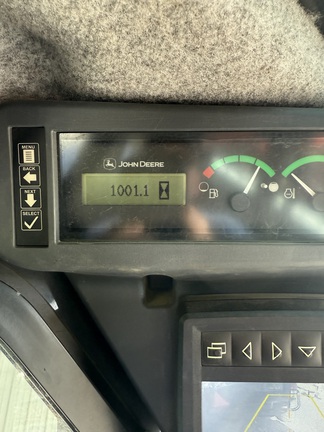 MENU
BACK
NEXT
SELECT
JOHN DEERE
1001.1